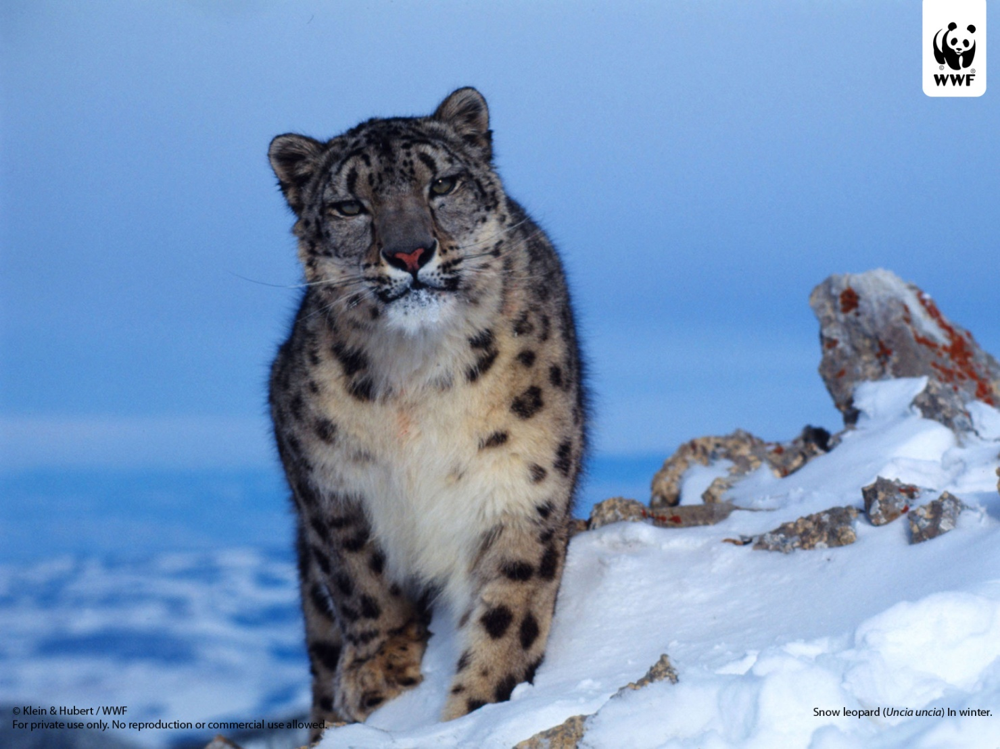 WWF
© Klein & Hubert / WWF
For private use only. No reproduction or commercial use allowed.
Snow leopard (Uncia uncia) In winter.